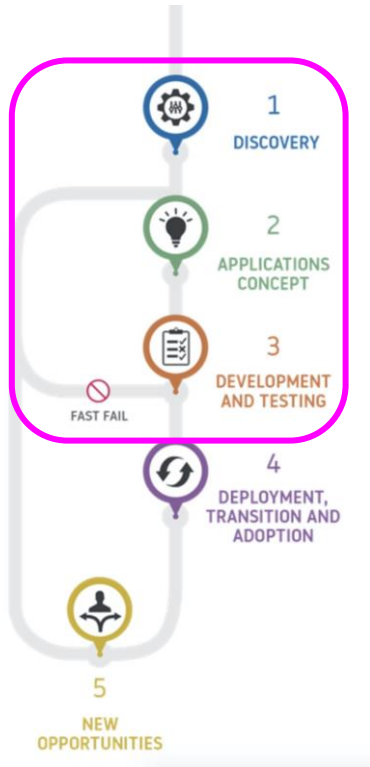 1
DISCOVERY
2
APPLICATIONS
CONCEPT
3
DEVELOPMENT
AND TESTING
FAST FAIL
4
DEPLOYMENT,
TRANSITION AND
ADOPTION
5
NEW
OPPORTUNITIES